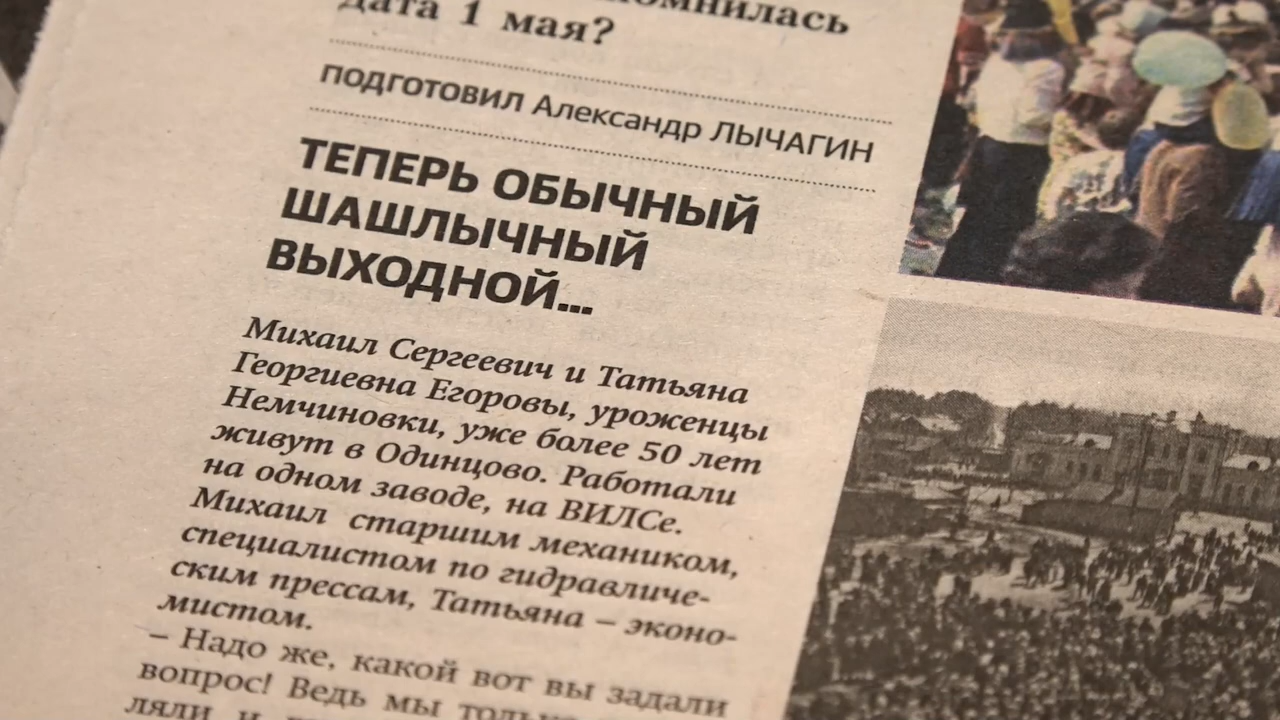 дата 1 мая?
подготовил Александр ЛЫЧАГИН
ТЕПЕРЬ ОБЫЧНЫЙ
ШАШЛЫЧНЫЙ
ВЫХОДНОЙ...
Михаил Сергеевич и Татьяна
Георгиевна Егоровы, уроженцы
Немчиновки, уже более 50 лет
живут в Одинцово. Работали
на одном заводе, на ВИЛСе.
Михаил старшим механиком,
специалистом по гидравличе-
ским прессам, Татьяна – эконо-
мистом.
– Надо же, какой вот вы задали
вопрос! Ведь мы только